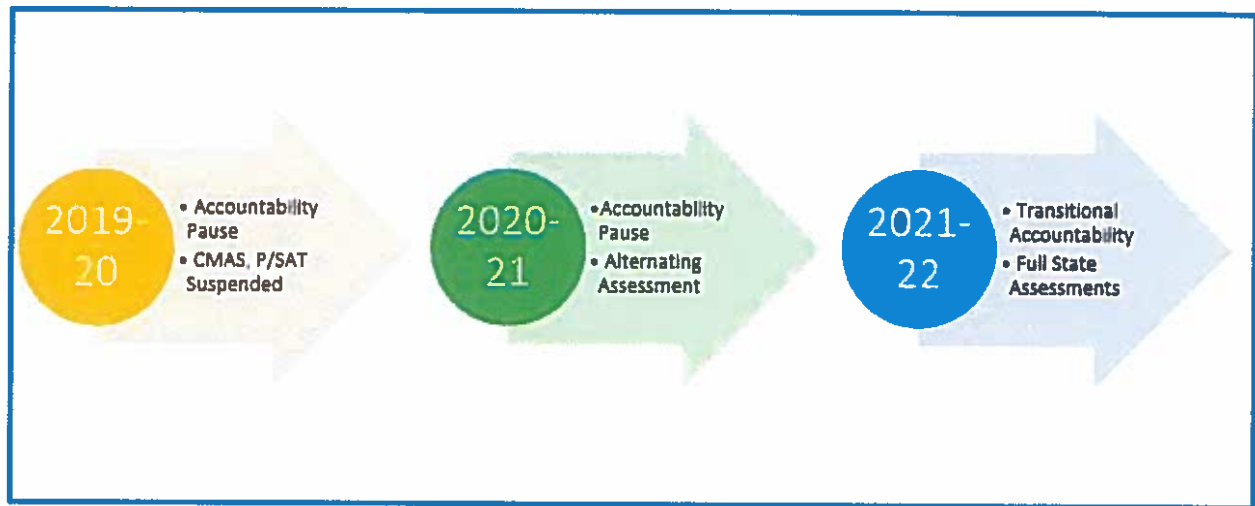 2019-
20
• Accountability
Pause
• CMAS, P/SAT
Suspended
2020-
21
•Accountability
Pause
• Alternating
Assessment
2021-
22
• Transitional
Accountability
• Full State
Assessments